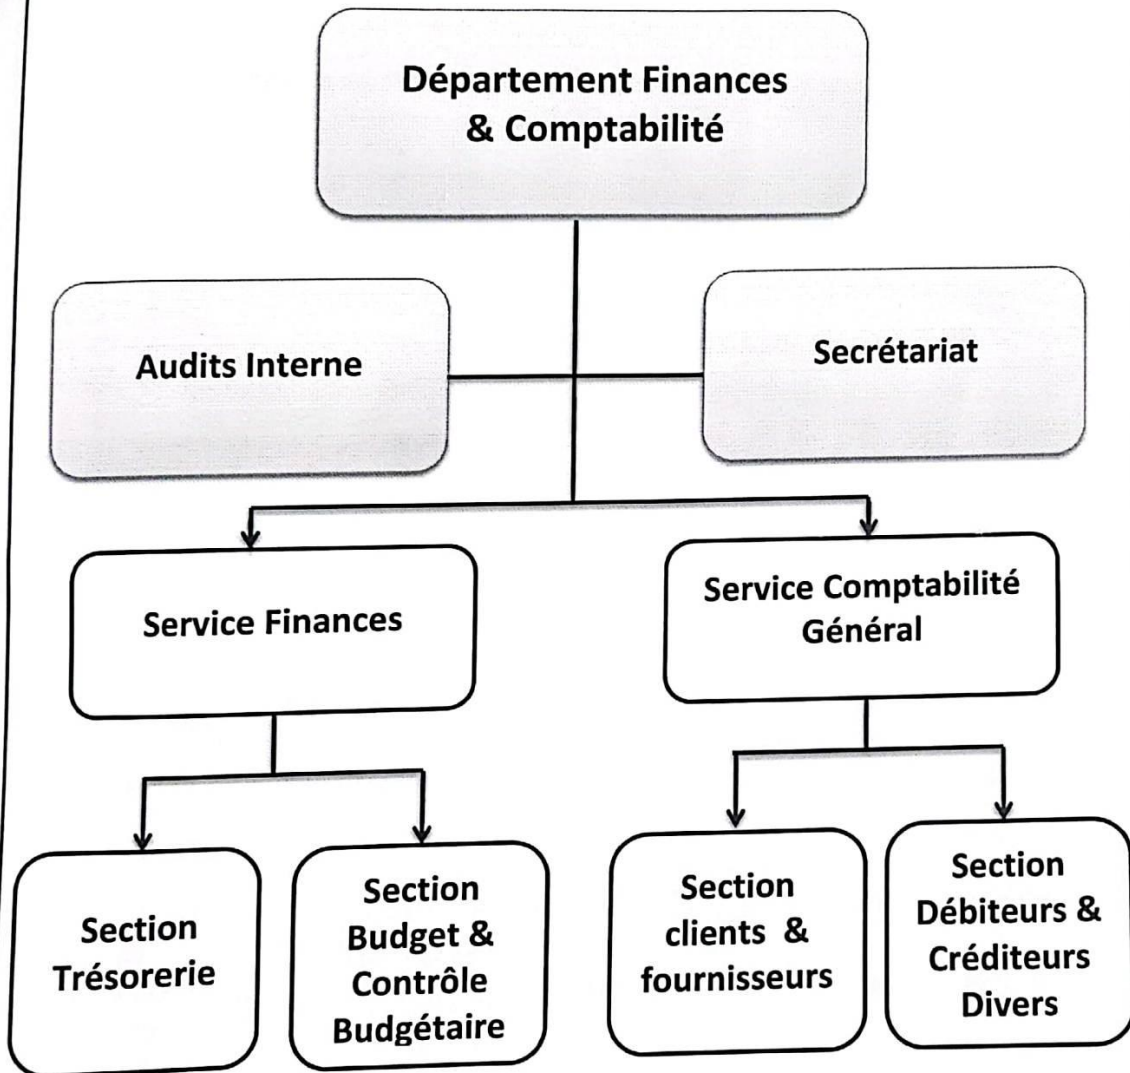 Département Finances
& Comptabilité
Audits Interne
Secrétariat
Service Finances
Service Comptabilité
Général
Section
Trésorerie
Section
Budget &
Contrôle
Budgétaire
Section
clients &
fournisseurs
Section
Débiteurs &
Créditeurs
Divers